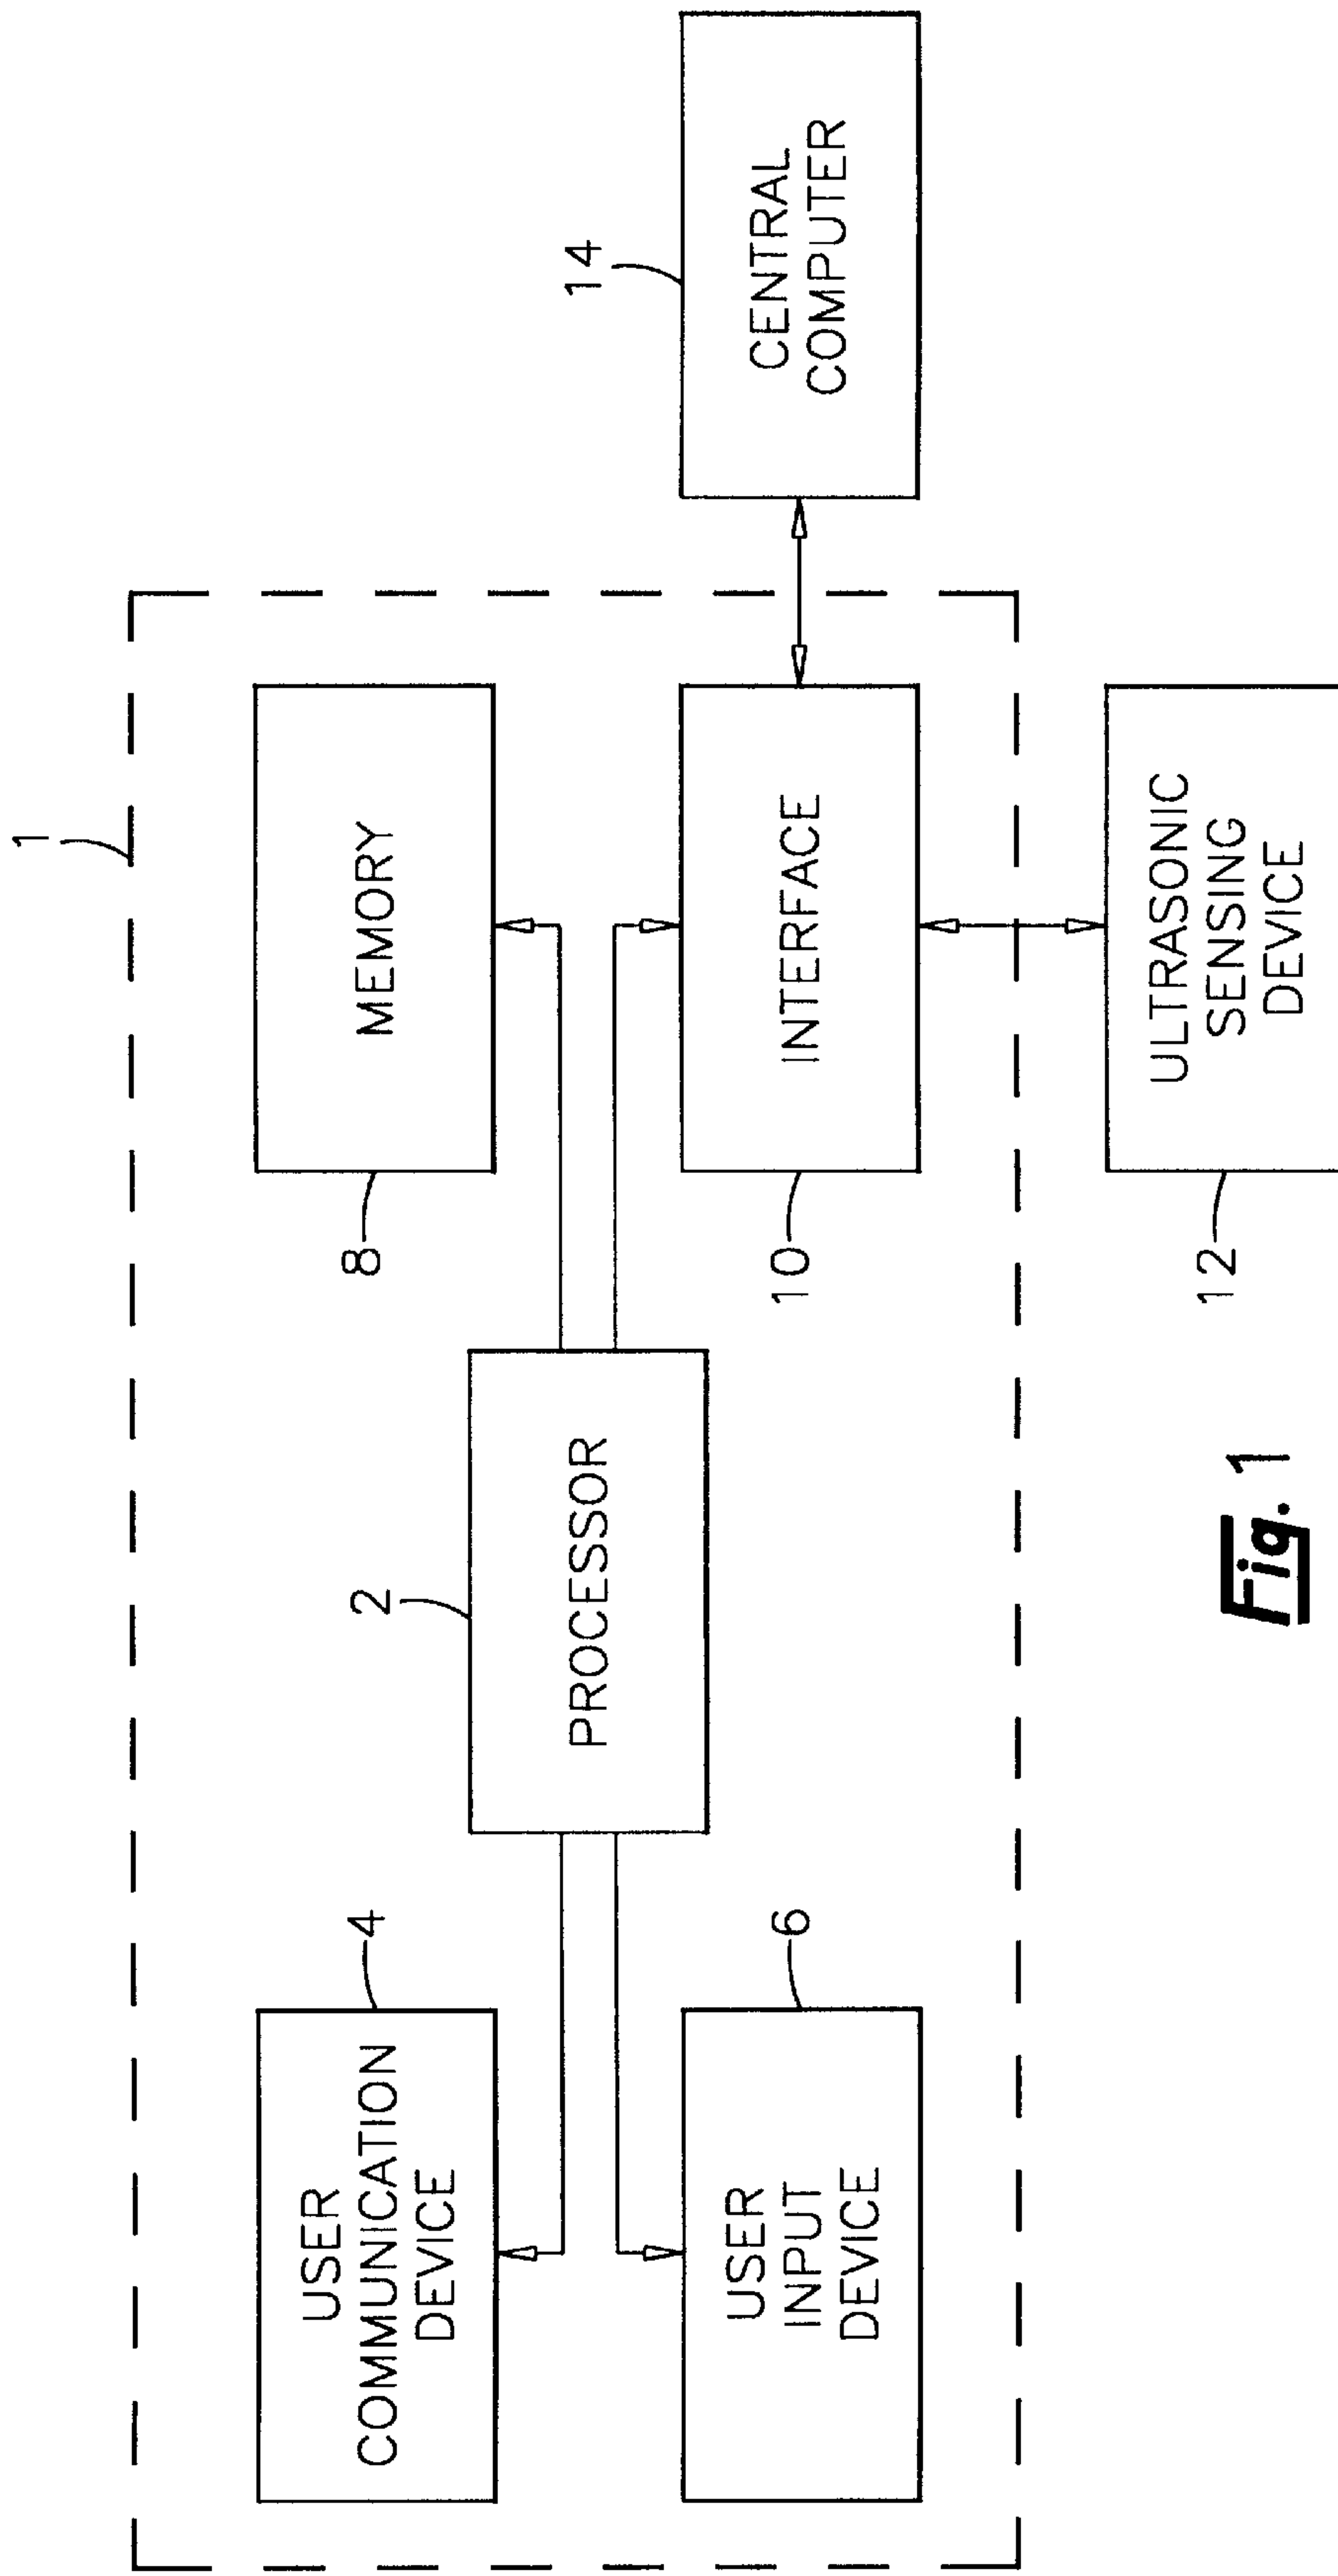 1
USER
COMMUNICATION
DEVICE
4
2
PROCESSOR
8
MEMORY
14
CENTRAL
COMPUTER
USER
INPUT
DEVICE
6
10
INTERFACE
12
ULTRASONIC
SENSING
DEVICE
Fig. 1